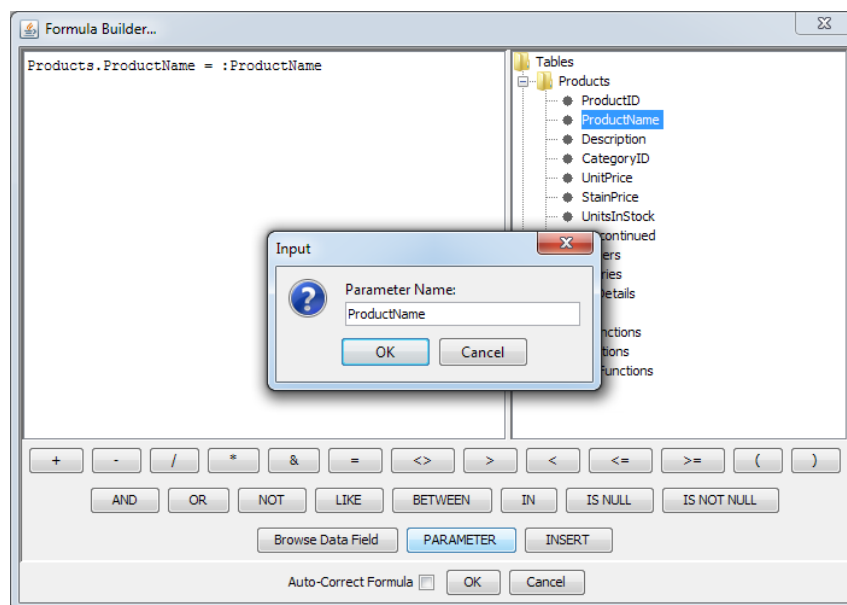 Formula Builder...
Products.ProductName = :ProductName
Tables
Products
ProductID
ProductName
Description
CategoryID
UnitPrice
StainPrice
UnitsInStock
continued
ers
ries
Details
nctions
tions
Functions
Input
Parameter Name:
ProductName
OK Cancel
+ - / * & = <> > < <= >= ( )
AND OR NOT LIKE BETWEEN IN IS NULL IS NOT NULL
Browse Data Field PARAMETER INSERT
Auto-Correct Formula OK Cancel